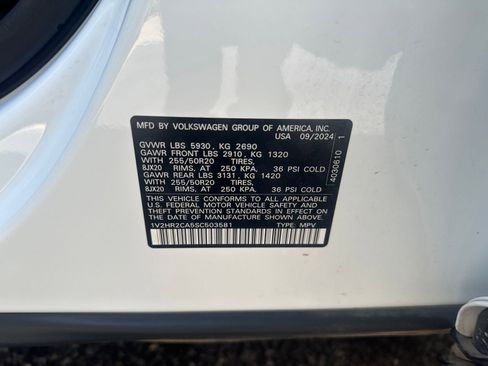 MFD BY VOLKSWAGEN GROUP OF AMERICA, INC.
USA 09/2024
GVWR LBS 5930, KG 2690
GAWR FRONT LBS 2910, KG 1320
WITH 255/50R20 TIRES,
8JX20 RIMS, AT 250 KPA, 36 PSI COLD
GAWR REAR LBS 3131, KG 1420
WITH 255/50R20 TIRES,
8JX20 RIMS, AT 250 KPA, 36 PSI COLD
THIS VEHICLE CONFORMS TO ALL APPLICABLE
U.S. FEDERAL MOTOR VEHICLE SAFETY AND
THEFT PREVENTION STANDARDS IN EFFECT ON
THE DATE OF MANUFACTURE SHOWN ABOVE.
1V2HR2CA5SC503581 TYPE: MPV
4030610 1